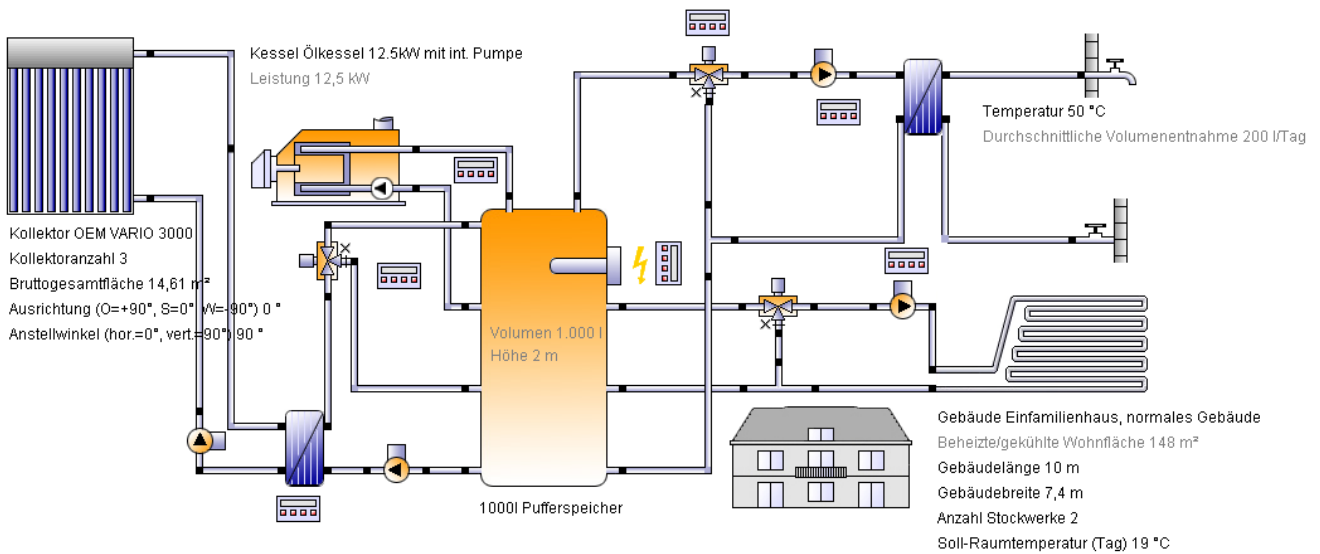 Kessel Ölkessel 12.5kW mit int. Pumpe
Leistung 12,5 kW
Temperatur 50 °C
Durchschnittliche Volumenentnahme 200 l/Tag
Kollektor OEM VARIO 3000
Kollektoranzahl 3
Bruttogesamtfläche 14,61 m²
Ausrichtung (O=+90°, S=0°, W=-90°) 0 °
Anstellwinkel (hor.=0°, vert.=90°) 90 °
Volumen 1.000 l
Höhe 2 m
1000l Pufferspeicher
Gebäude Einfamilienhaus, normales Gebäude
Beheizte/gekühlte Wohnfläche 148 m²
Gebäudelänge 10 m
Gebäudebreite 7,4 m
Anzahl Stockwerke 2
Soll-Raumtemperatur (Tag) 19 °C